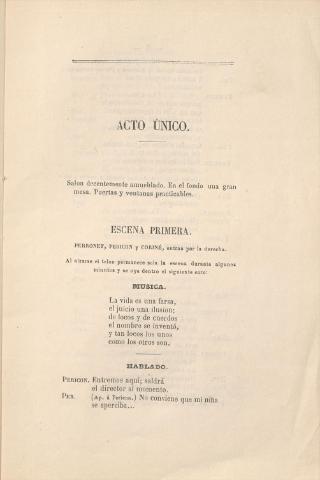 ACTO ÚNICO.
Salon decentemente amueblado. En el fondo una gran
mesa. Puertas y ventanas practicables.
ESCENA PRIMERA.
PERRONET, PERICON y CORINÉ, entran por la derecha.
Al alzarse el telon permanece sola la escena durante algunos
minutos y se oye dentro el siguiente coro:
MUSICA.
La vida es una farsa,
el juicio una ilusion;
de locos y de cuerdos
el nombre se inventó,
y tan locos los unos
como los otros son.
HABLADO.
PERICON. Entremos aqui; saldrá
el director al momento.
PER. (Ap. á Pericon.) No conviene que mi niña
se aperciba...